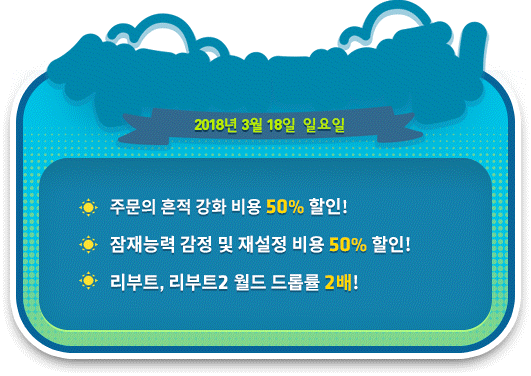 2018년 3월 18일 일요일
주문의 흔적 강화 비용 50% 할인!
잠재능력 감정 및 재설정 비용 50% 할인!
리부트, 리부트2 월드 드롭률 2배!